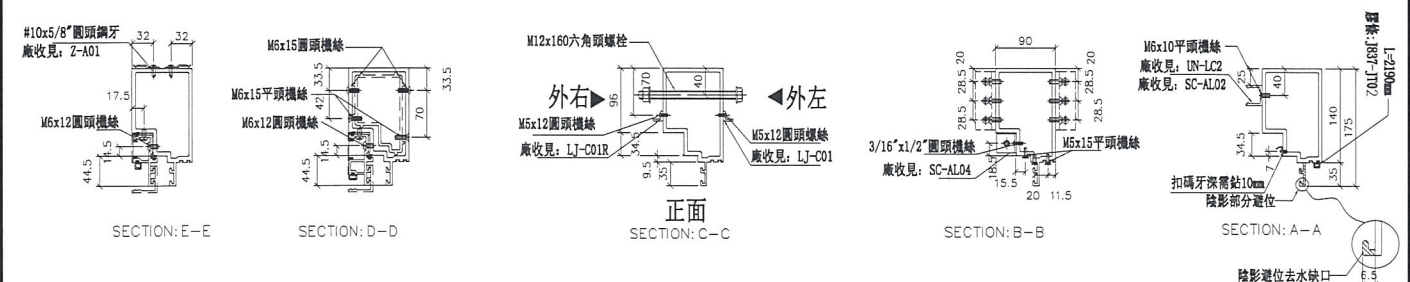 #10x5/8"圓頭鋼牙
廠收見: Z-A01
32
32
17.5
M6x12圓頭機絲
14.5
44.5
SECTION: E-E
M6x15圓頭機絲
33.5
33.5
M6x15平頭機絲
42
70
M6x12圓頭機絲
14.5
44.5
SECTION: D-D
M12x160六角頭螺栓
70
40
96
外右
外左
M5x12圓頭機絲
廠收見: LJ-C01R
M5x12圓頭螺絲
廠收見: LJ-C01
34.5
9.5
35
正面
SECTION: C-C
90
20
20
28.5
28.5
28.5
28.5
3/16"x1/2"圓頭機絲
廠收見: SC-AL04
M5x15平頭機絲
18.5
15.5
20
11.5
SECTION: B-B
M6x10平頭機絲
廠收見: UN-LC2
廠收見: SC-AL02
25
40
140
175
34.5
7
35
扣碼牙深需鉆10mm
陰影部分避位
SECTION: A-A
膠條: J837-JT02
L=2190mm
陰影避位去水缺口
6.5